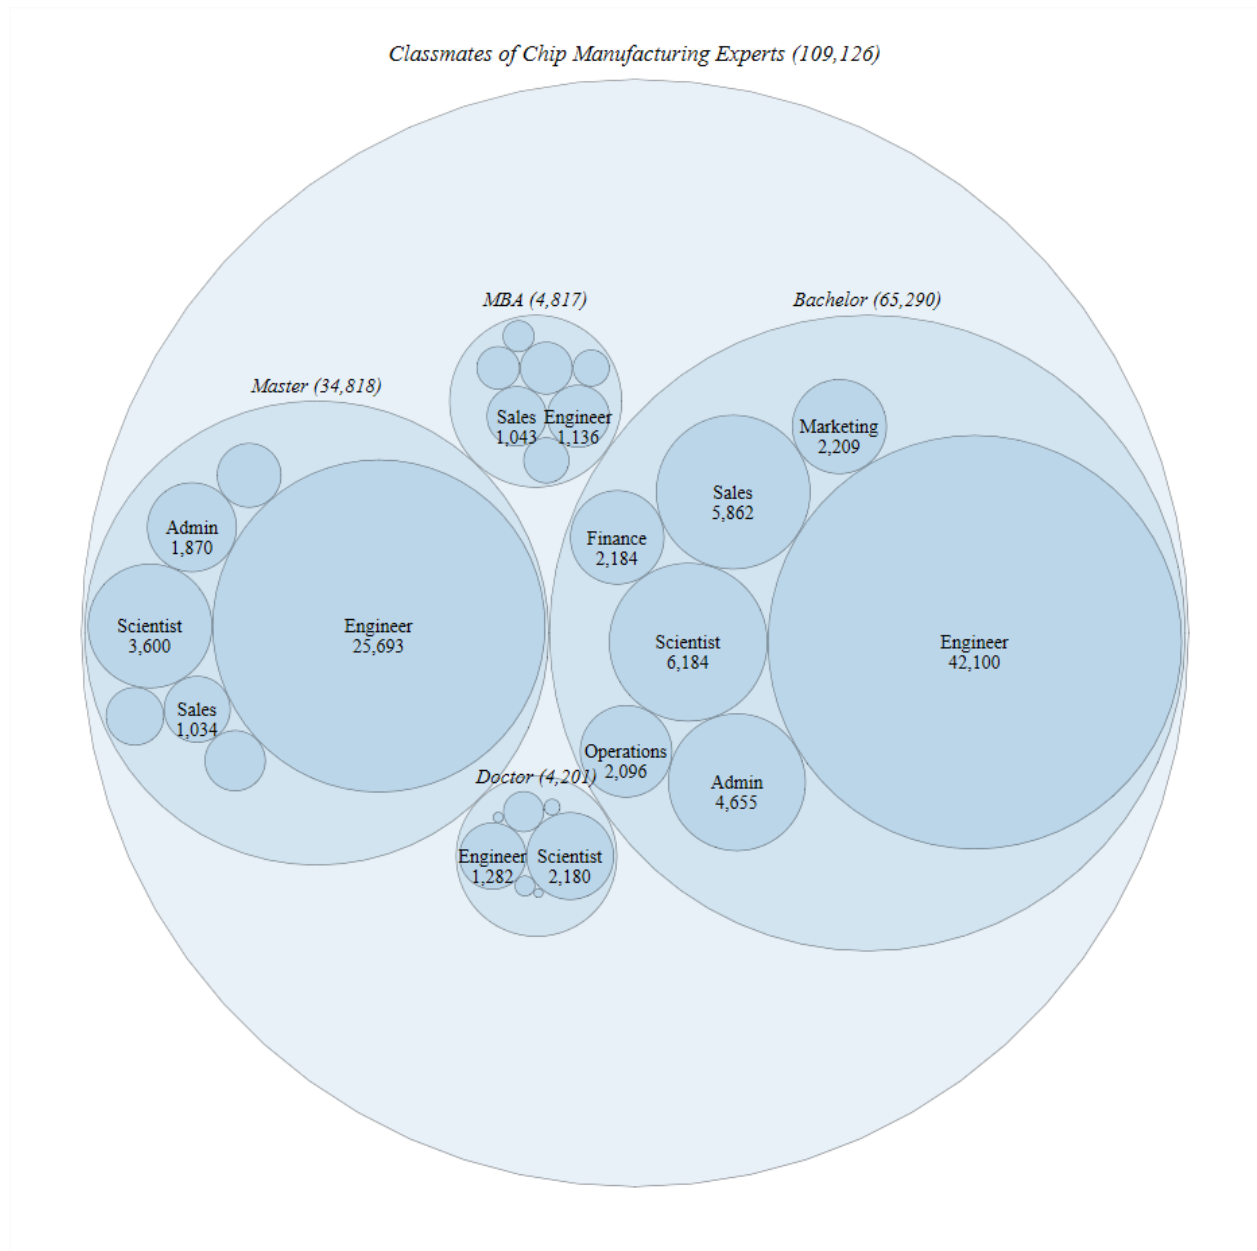 Classmates of Chip Manufacturing Experts (109,126)
MBA (4,817)
Sales
1,043
Engineer
1,136
Bachelor (65,290)
Marketing
2,209
Sales
5,862
Finance
2,184
Scientist
6,184
Engineer
42,100
Operations
2,096
Admin
4,655
Master (34,818)
Admin
1,870
Scientist
3,600
Engineer
25,693
Sales
1,034
Doctor (4,201)
Engineer
1,282
Scientist
2,180